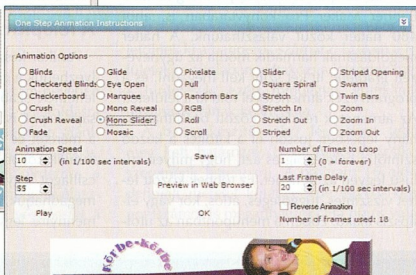 One Step Animation Instructions
Animation Options
Blinds Glide Pixelate Slider Striped Opening
Checkered Blinds Eye Open Pull Square Spiral Swarm
Checkerboard Marquee Random Bars Stretch Twin Bars
Crush Mono Reveal RGB Stretch In Zoom
Crush Reveal Mono Slider Roll Stretch Out Zoom In
Fade Mosaic Scroll Striped Zoom Out
Animation Speed Number of Times to Loop
10 (in 1/100 sec intervals) Save 1 (0 = forever)
Step Last Frame Delay
55 Preview in Web Browser 20 (in 1/100 sec intervals)
Reverse Animation
Play OK Number of frames used: 18
Körbe-körbe